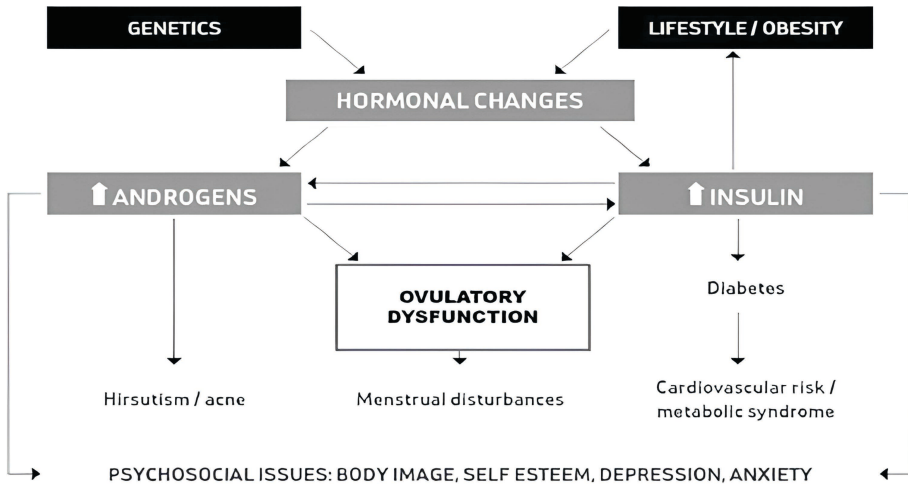 GENETICS
LIFESTYLE / OBESITY
HORMONAL CHANGES
ANDROGENS
INSULIN
OVULATORY
DYSFUNCTION
Diabetes
Hirsutism / acne
Menstrual disturbances
Cardiovascular risk /
metabolic syndrome
PSYCHOSOCIAL ISSUES: BODY IMAGE, SELF ESTEEM, DEPRESSION, ANXIETY